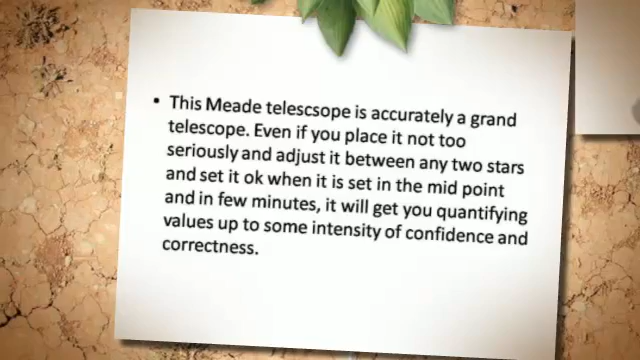 • This Meade telescsope is accurately a grand
telescope. Even if you place it not too
seriously and adjust it between any two stars
and set it ok when it is set in the mid point
and in few minutes, it will get you quantifying
values up to some intensity of confidence and
correctness.